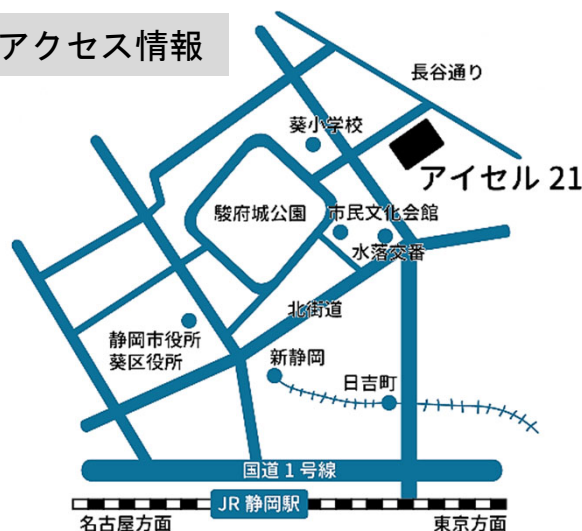 アクセス情報
長谷通り
葵小学校
アイセル 21
駿府城公園
市民文化会館
水落交番
北街道
静岡市役所
葵区役所
新静岡
日吉町
国道１号線
JR 静岡駅
名古屋方面
東京方面